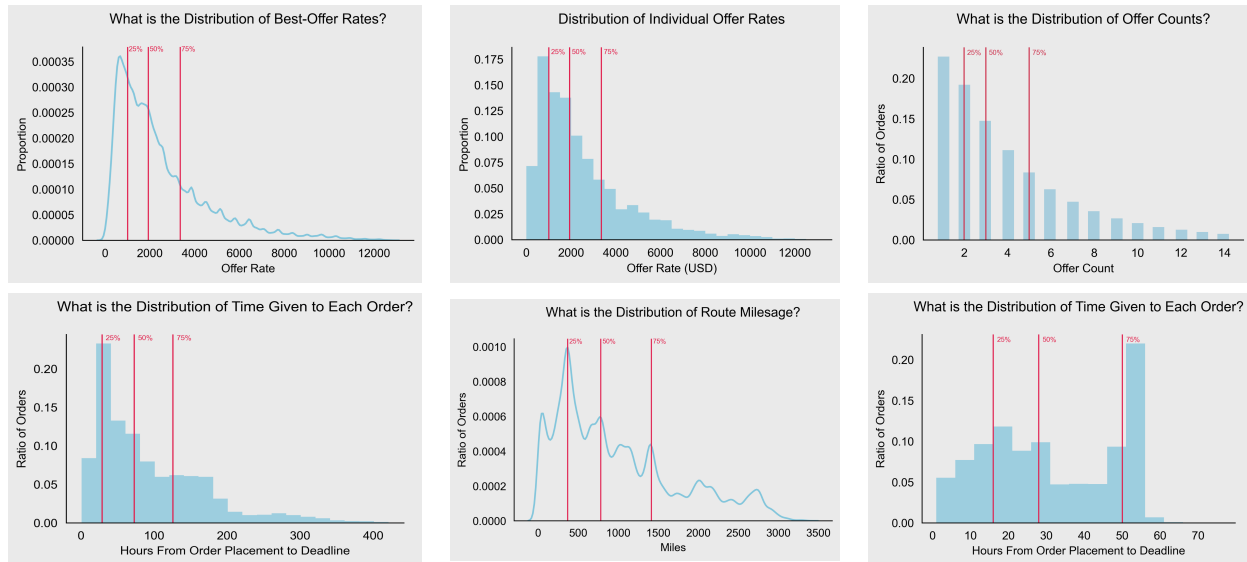 What is the Distribution of Best-Offer Rates?
25% 50% 75%
0.00035
0.00030
0.00025
0.00020
0.00015
0.00010
0.00005
0.00000
Proportion
0 2000 4000 6000 8000 10000 12000
Offer Rate
Distribution of Individual Offer Rates
25% 50% 75%
0.175
0.150
0.125
0.100
0.075
0.050
0.025
0.000
Proportion
0 2000 4000 6000 8000 10000 12000
Offer Rate (USD)
What is the Distribution of Offer Counts?
25% 50% 75%
0.20
0.15
0.10
0.05
0.00
Ratio of Orders
2 4 6 8 10 12 14
Offer Count
What is the Distribution of Time Given to Each Order?
25% 50% 75%
0.20
0.15
0.10
0.05
0.00
Ratio of Orders
0 100 200 300 400
Hours From Order Placement to Deadline
What is the Distribution of Route Milesage?
25% 50% 75%
0.0010
0.0008
0.0006
0.0004
0.0002
0.0000
Ratio of Orders
0 500 1000 1500 2000 2500 3000 3500
Miles
What is the Distribution of Time Given to Each Order?
25% 50% 75%
0.20
0.15
0.10
0.05
0.00
Ratio of Orders
0 10 20 30 40 50 60 70
Hours From Order Placement to Deadline